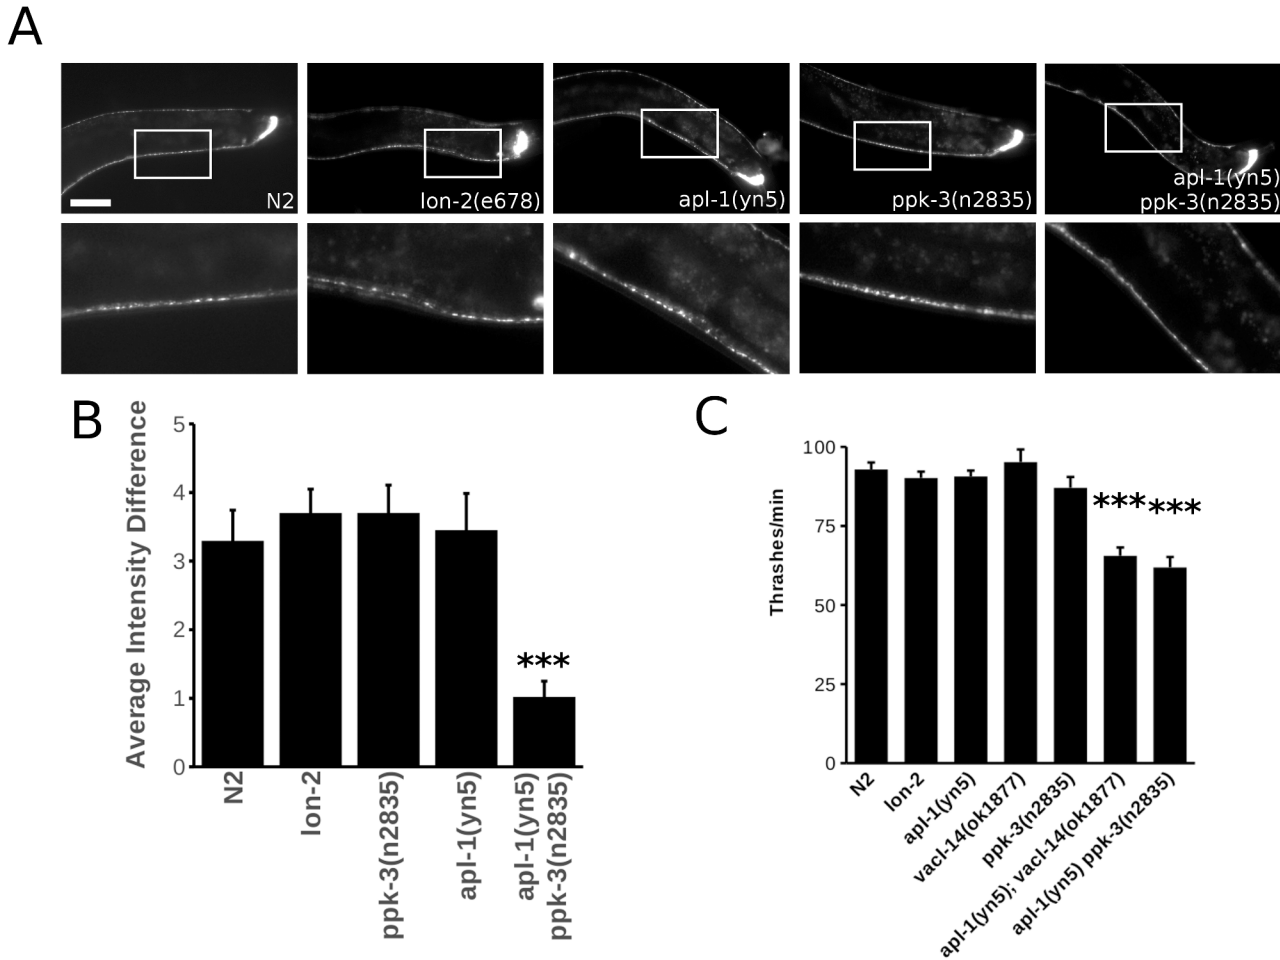 A
N2
lon-2(e678)
apl-1(yn5)
ppk-3(n2835)
apl-1(yn5)
ppk-3(n2835)
B
Average Intensity Difference
5
4
3
2
1
0
***
N2
lon-2
ppk-3(n2835)
apl-1(yn5)
apl-1(yn5)
ppk-3(n2835)
C
Thrashes/min
100
75
50
25
0
*** ***
N2
lon-2
apl-1(yn5)
vacl-14(ok1877)
ppk-3(n2835)
apl-1(yn5); vacl-14(ok1877)
apl-1(yn5) ppk-3(n2835)